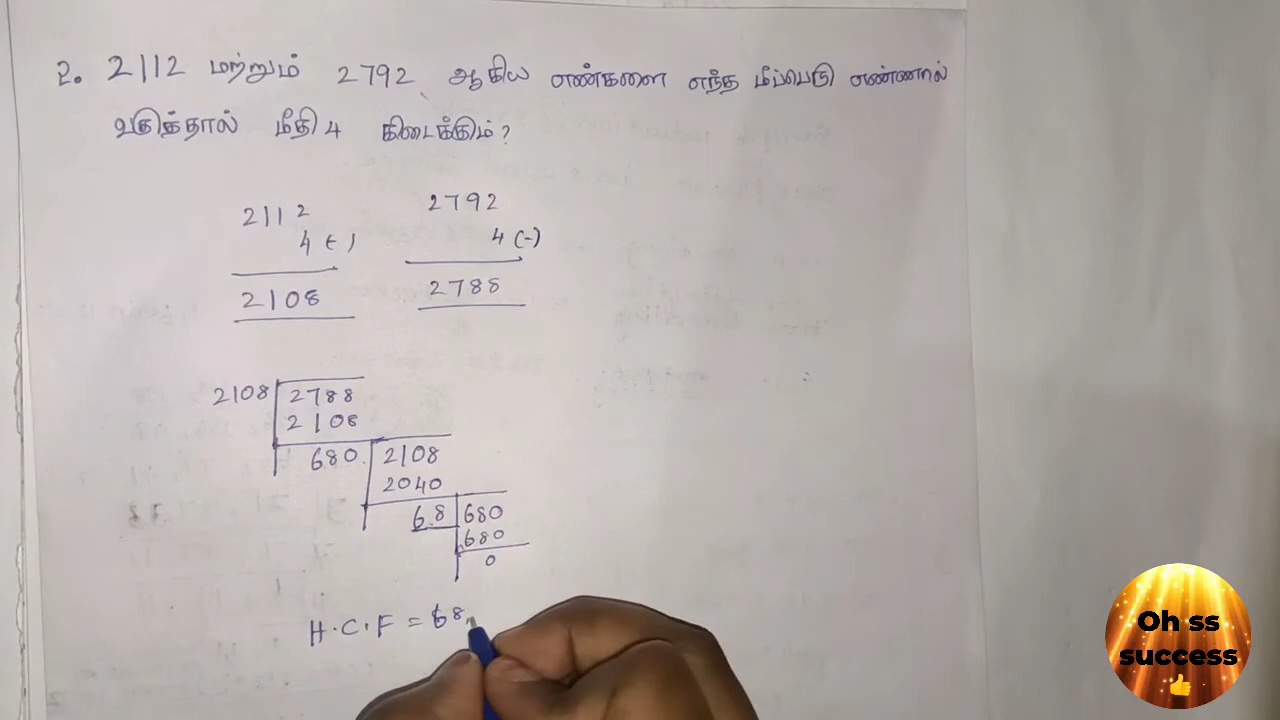 2. 2112 மற்றும் 2792 ஆகிய எண்களை எந்த மீப்பெரு எண்ணால்
வகுத்தால் மீதி 4 கிடைக்கும்?
2112 2792
4 (-) 4 (-)
2108 2788
2108 2788
2108
680 2108
2040
68 680
680
0
H.C.F = 68
Oh ss
success